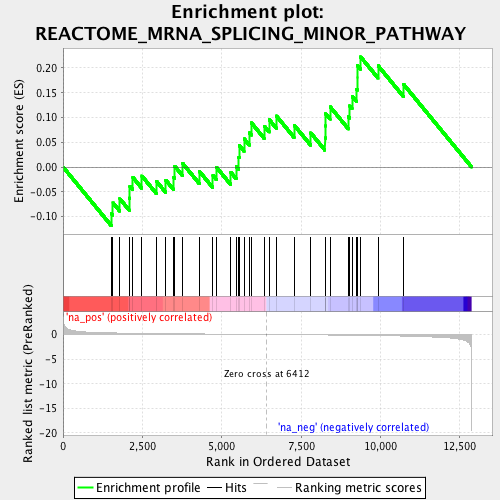 Enrichment plot:
REACTOME_MRNA_SPLICING_MINOR_PATHWAY
Enrichment score (ES)
0.20
0.15
0.10
0.05
0.00
-0.05
-0.10
'na_pos' (positively correlated)
Ranked list metric (PreRanked)
0
-5
-10
-15
-20
Zero cross at 6412
'na_neg' (negatively correlated)
0
2,500
5,000
7,500
10,000
12,500
Rank in Ordered Dataset
Enrichment profile
Hits
Ranking metric scores